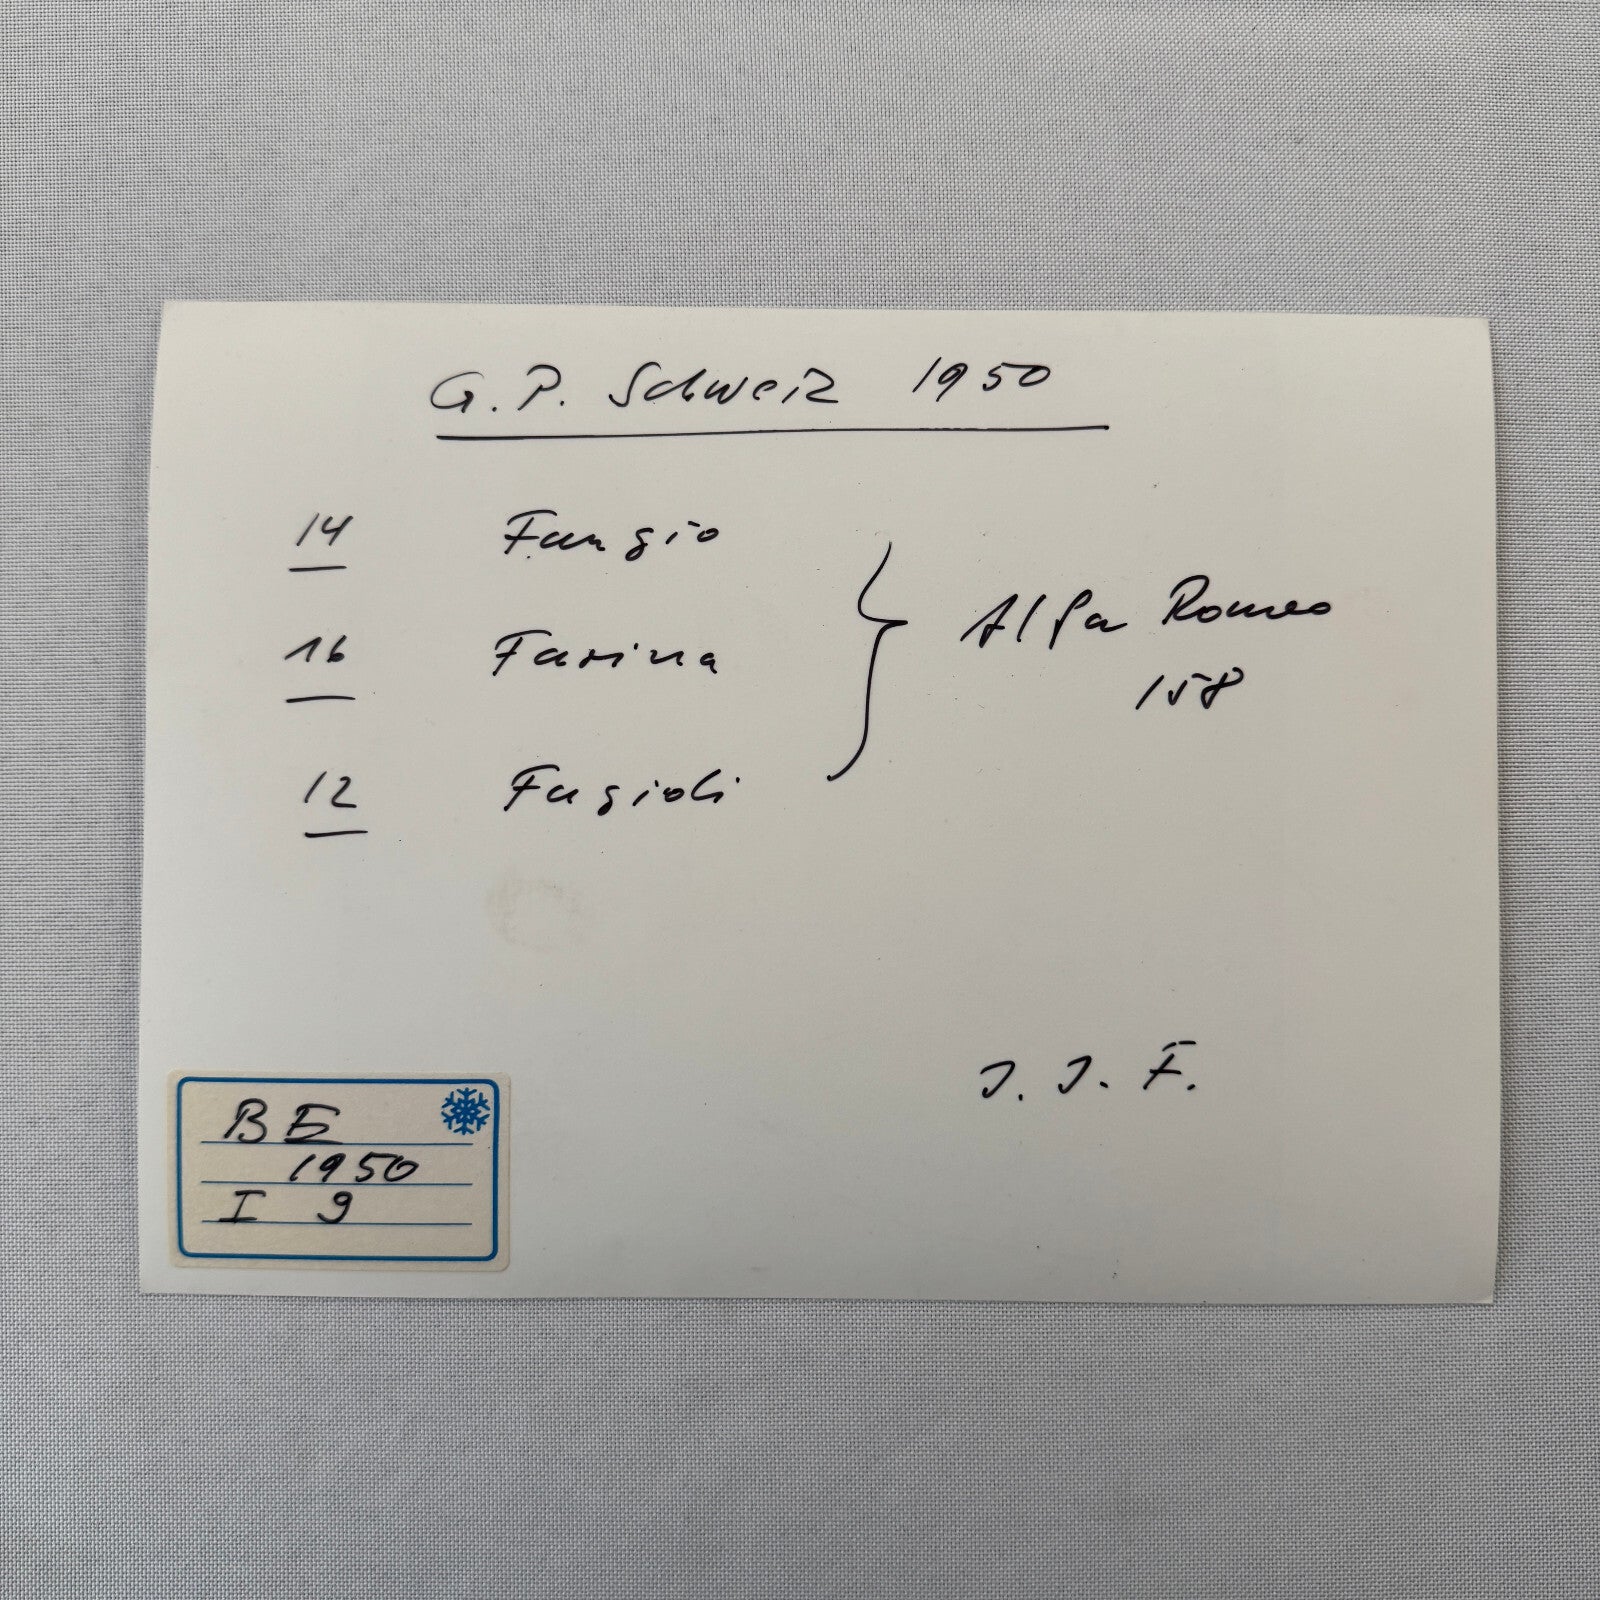 G. P. Schweiz 1950
14 Fangio
16 Farina
12 Fagioli
} Alfa Romeo
158
J. J. F.
BE
1950
I 9